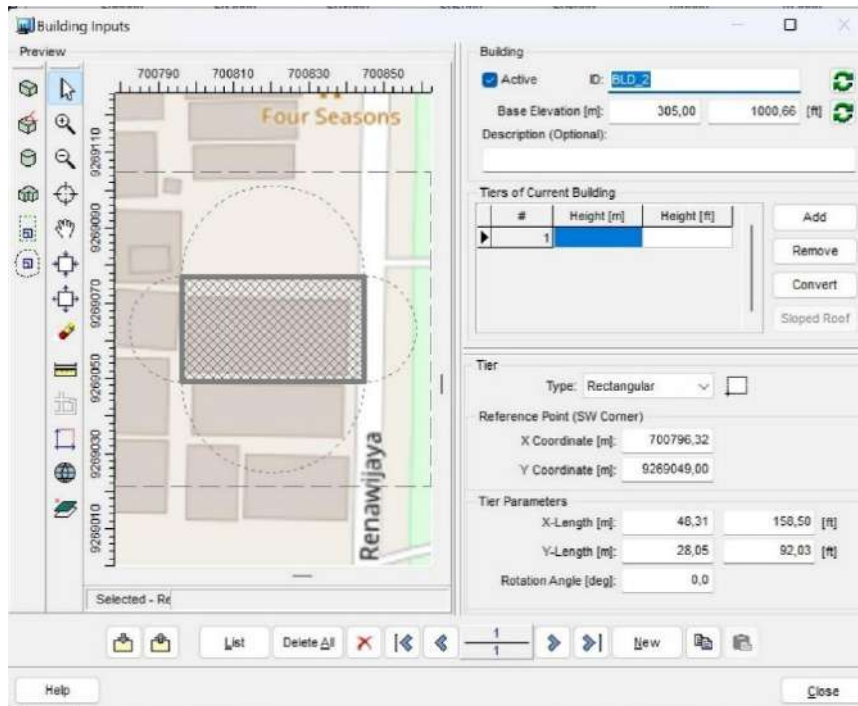 Building Inputs
Preview
700790 700810 700830 700850
9269110
9269090
9269070
9269050
9269030
9269010
Four Seasons
Renawijaya
Selected - Re
Building
Active ID: BLD_2
Base Elevation [m]: 305,00 1000,66 [ft]
Description (Optional):
Tiers of Current Building
# Height [m] Height [ft]
1
Add
Remove
Convert
Sloped Roof
Tier
Type: Rectangular
Reference Point (SW Corner)
X Coordinate [m]: 700796,32
Y Coordinate [m]: 9269049,00
Tier Parameters
X-Length [m]: 48,31 158,50 [ft]
Y-Length [m]: 28,05 92,03 [ft]
Rotation Angle [deg]: 0,0
List Delete All 1 New
1
Help Close